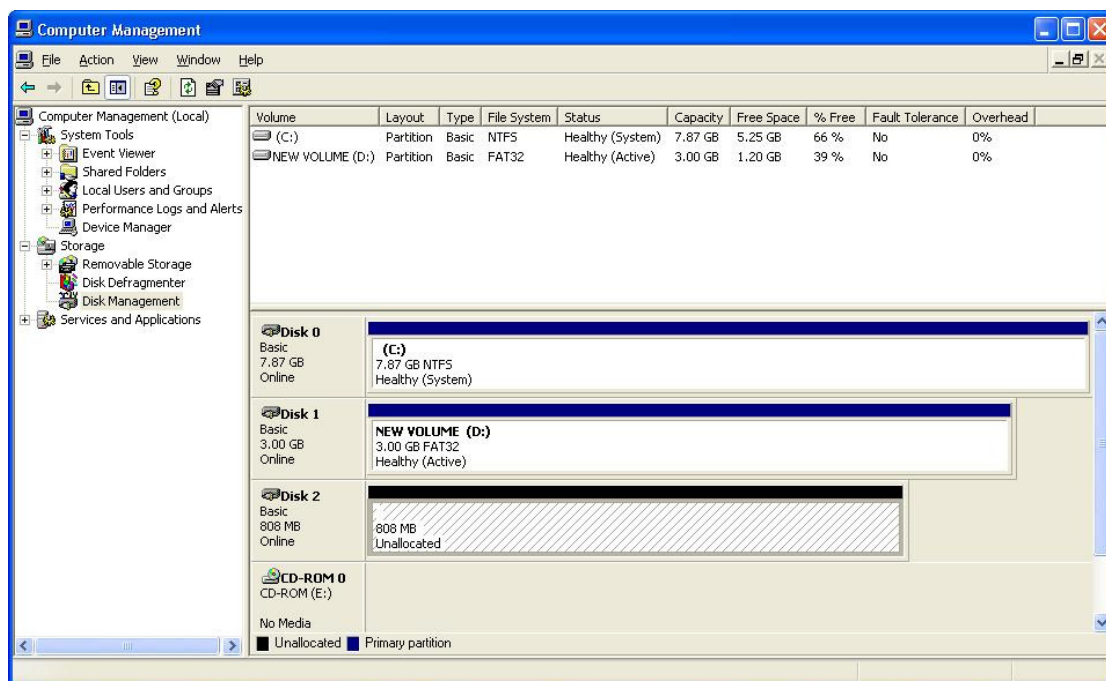 Computer Management
File Action View Window Help
Computer Management (Local)
System Tools
Event Viewer
Shared Folders
Local Users and Groups
Performance Logs and Alerts
Device Manager
Storage
Removable Storage
Disk Defragmenter
Disk Management
Services and Applications
Volume Layout Type File System Status Capacity Free Space % Free Fault Tolerance Overhead
(C:) Partition Basic NTFS Healthy (System) 7.87 GB 5.25 GB 66 % No 0%
NEW VOLUME (D:) Partition Basic FAT32 Healthy (Active) 3.00 GB 1.20 GB 39 % No 0%
Disk 0
Basic
7.87 GB
Online
(C:)
7.87 GB NTFS
Healthy (System)
Disk 1
Basic
3.00 GB
Online
NEW VOLUME (D:)
3.00 GB FAT32
Healthy (Active)
Disk 2
Basic
808 MB
Online
808 MB
Unallocated
CD-ROM 0
CD-ROM (E:)
No Media
Unallocated Primary partition